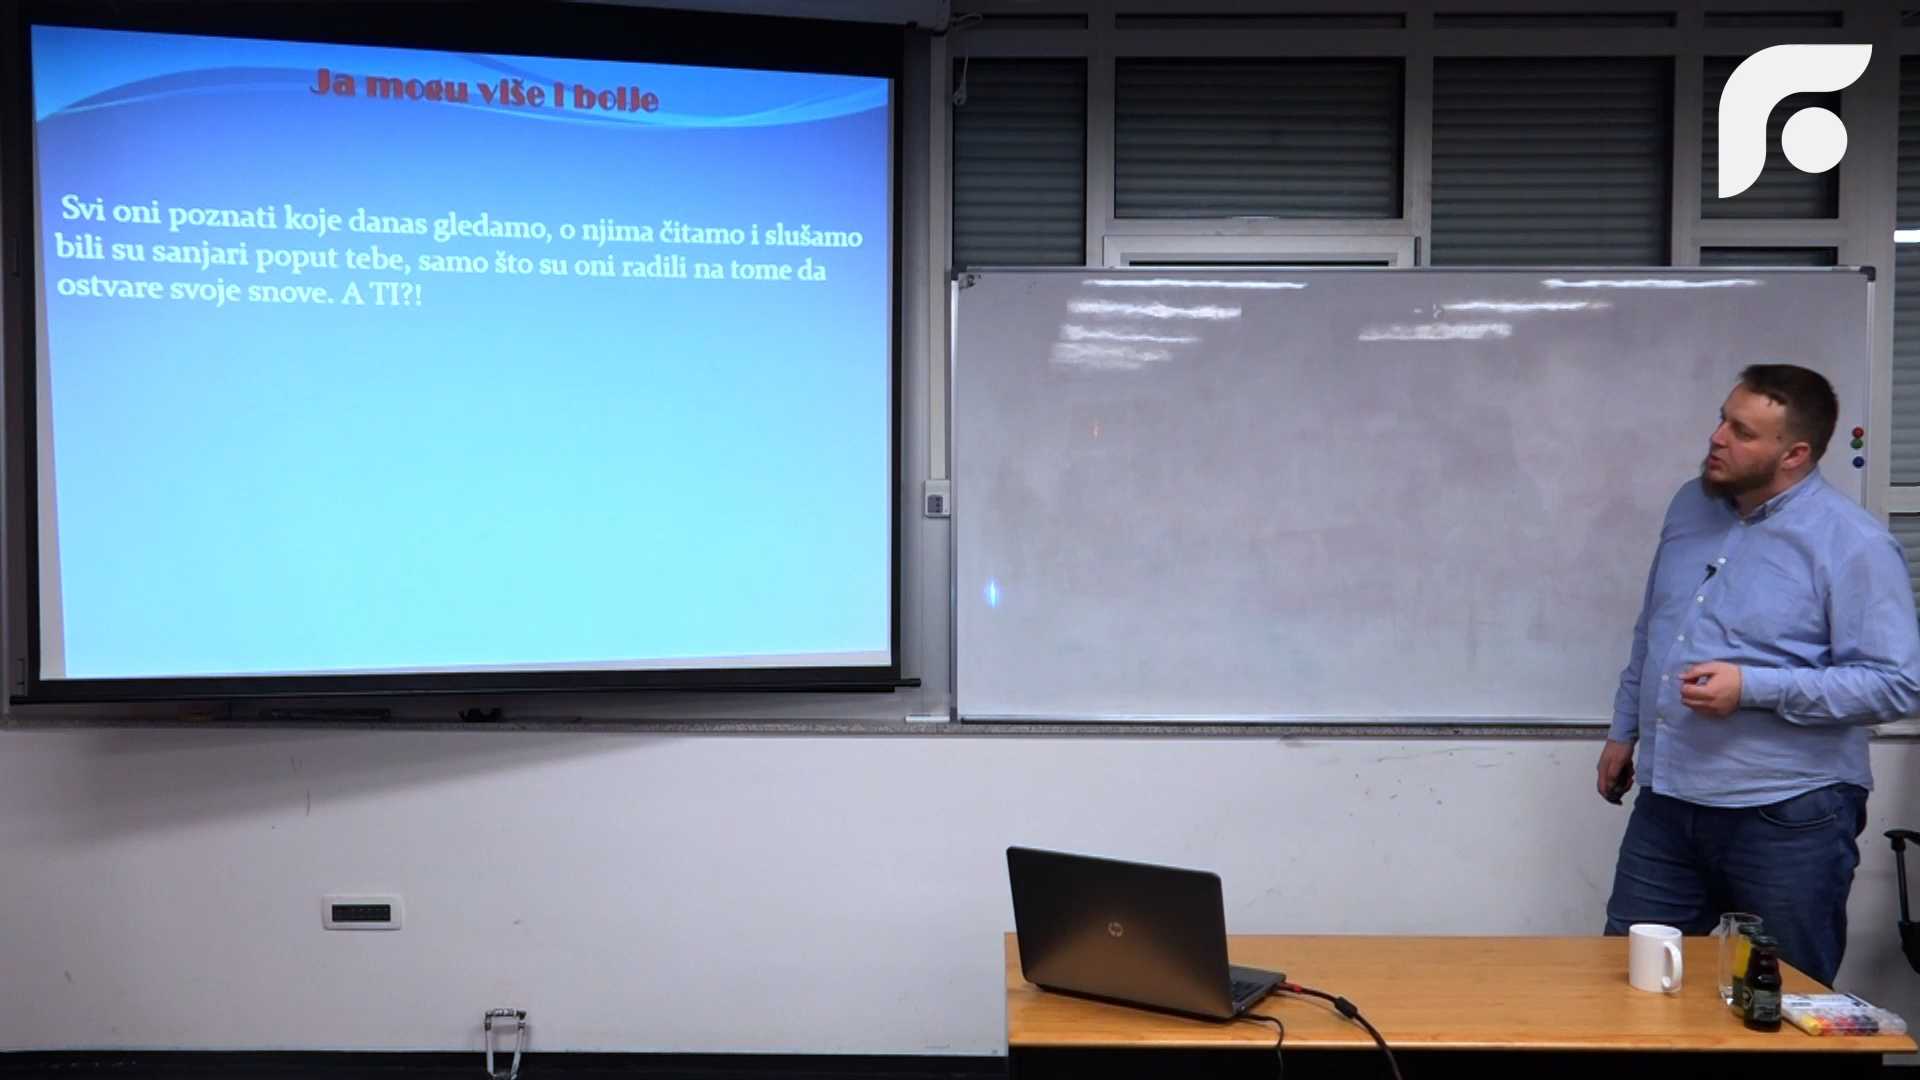 Ja mogu više I bolje
Svi oni poznati koje danas gledamo, o njima čitamo i slušamo
bili su sanjari poput tebe, samo što su oni radili na tome da
ostvare svoje snove. A TI?!
hp